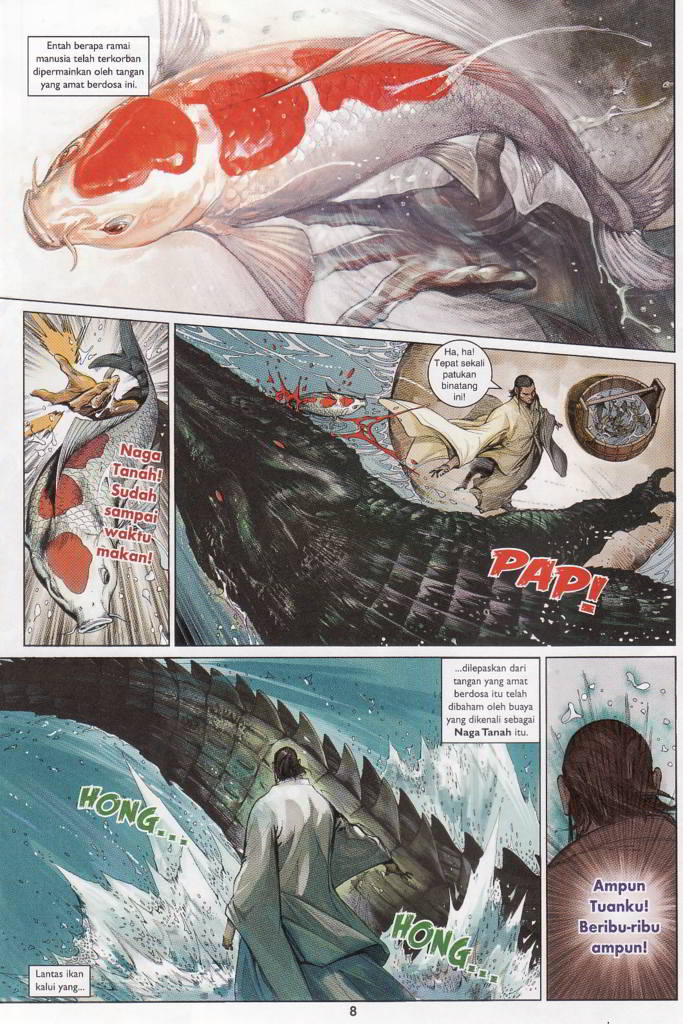 Entah berapa ramai
manusia telah terkorban
dipermainkan oleh tangan
yang amat berdosa ini.
Naga
Tanah!
Sudah
sampai
waktu
makan!
Ha, ha!
Tepat sekali
patukan
binatang
ini!
PAP!
HONG...
Lantas ikan
kalui yang...
...dilepaskan dari
tangan yang amat
berdosa itu telah
dibaham oleh buaya
yang dikenali sebagai
Naga Tanah itu.
HONG...
Ampun
Tuanku!
Beribu-ribu
ampun!
8